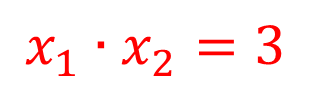 x₁ · x₂ = 3